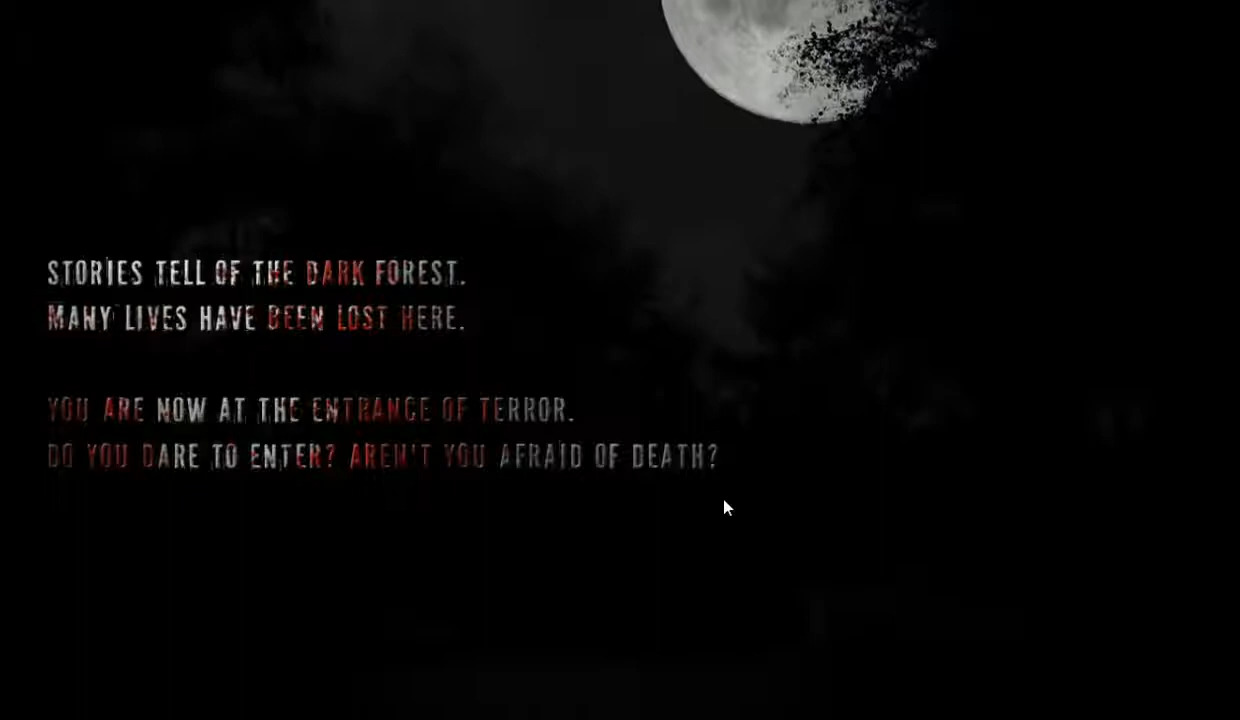 STORIES TELL OF THE DARK FOREST.
MANY LIVES HAVE BEEN LOST HERE.
YOU ARE NOW AT THE ENTRANCE OF TERROR.
DO YOU DARE TO ENTER? AREN'T YOU AFRAID OF DEATH?